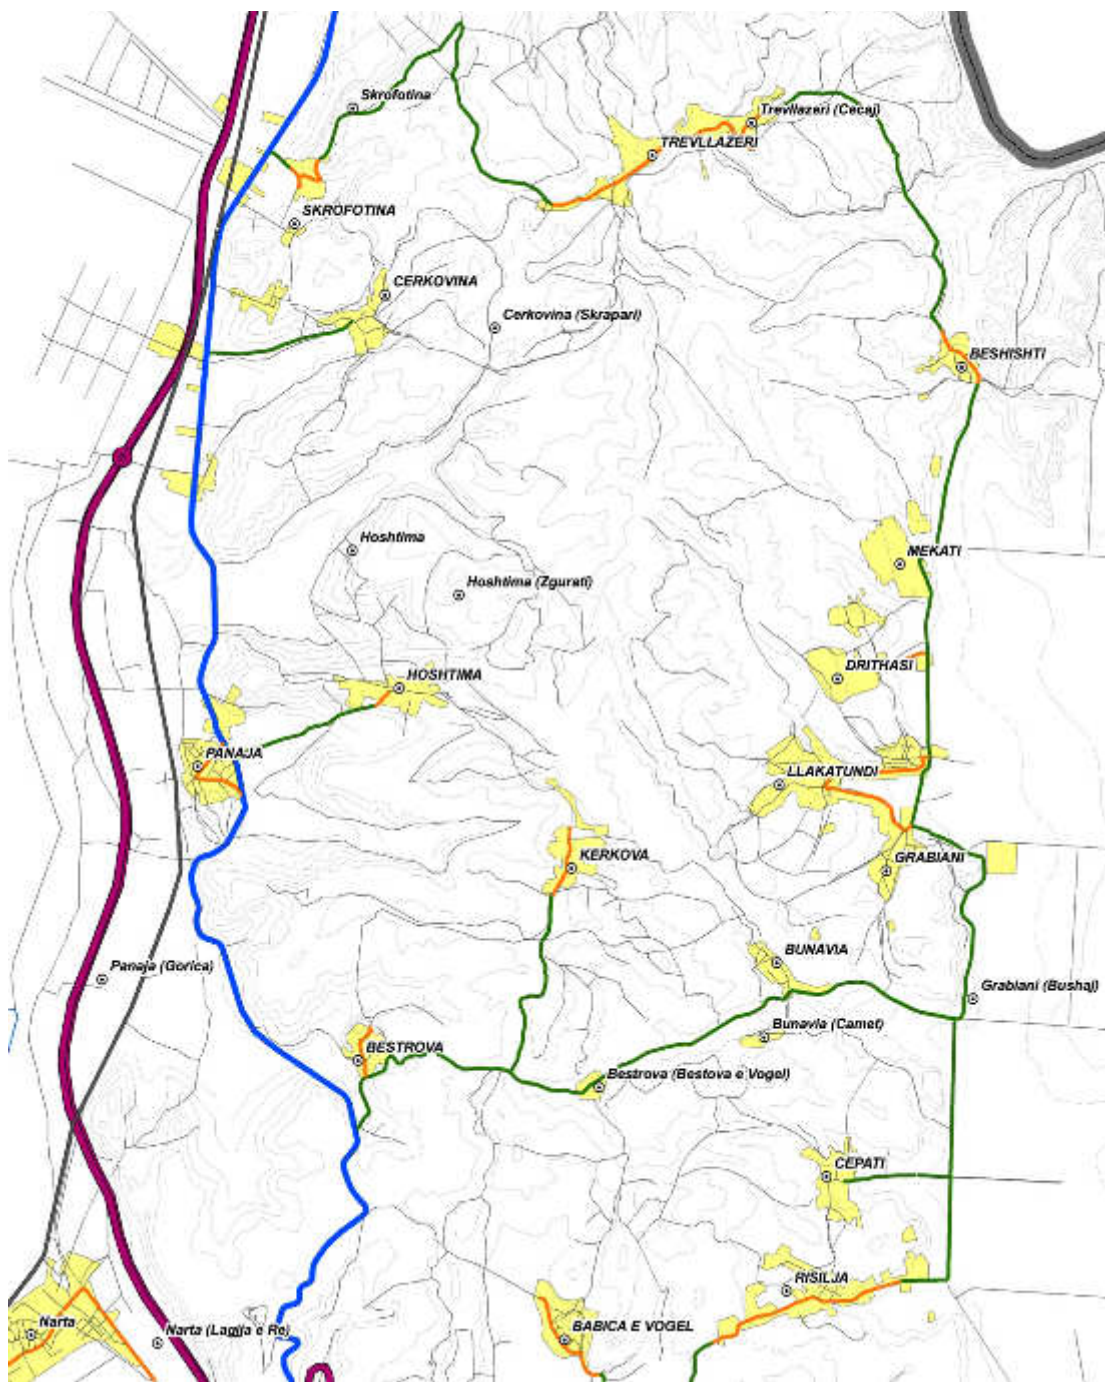 Skrofotina
Trevllazeri (Cecaj)
TREVLLAZERI
SKROFOTINA
CERKOVINA
Cerkovina (Skrapari)
BESHISHTI
Hoshtima
MEKATI
Hoshtima (Zgurati)
DRITHASI
HOSHTIMA
PANAJA
LLAKATUNDI
KERKOVA
GRABIANI
BUNAVIA
Panaja (Gorica)
Grabiani (Bushaj)
Bunavia (Camet)
BESTROVA
Bestrova (Bestova e Vogel)
CEPATI
RISILJA
Narta
Narta (Lagija e Re)
BABICA E VOGEL